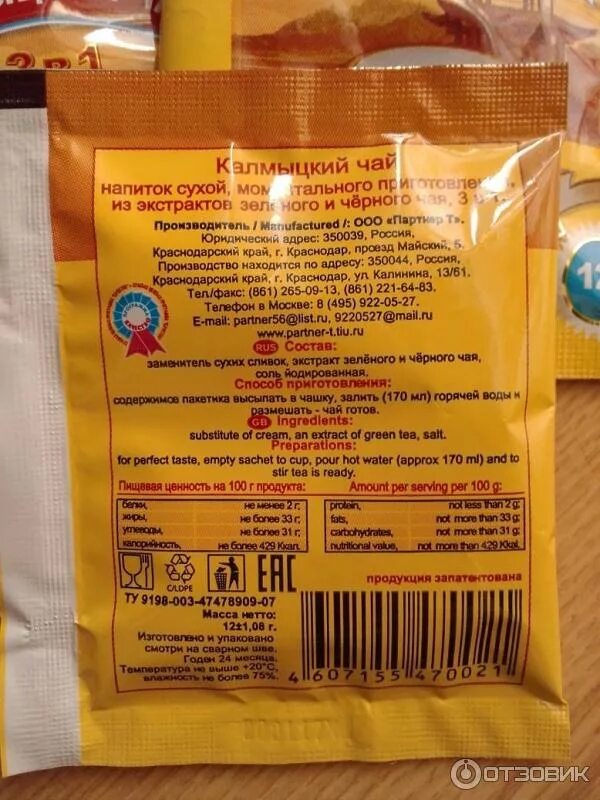 3 в 1
Калмыцкий чай
напиток сухой, моментального приготовления,
из экстрактов зелёного и чёрного чая, 3 в 1.
Производитель / Manufactured /: ООО «Партнер Т».
Юридический адрес: 350039, Россия,
Краснодарский край, г. Краснодар, проезд Майский, 5.
Производство находится по адресу: 350044, Россия,
Краснодарский край, г. Краснодар, ул. Калинина, 13/61.
Тел/факс: (861) 265-09-13, (861) 221-64-83.
Телефон в Москве: 8 (495) 922-05-27.
E-mail: partner56@list.ru, 9220527@mail.ru
www.partner-t.tiu.ru
КАЧЕСТВО
RUS Состав:
заменитель сухих сливок, экстракт зелёного и чёрного чая,
соль йодированная.
Способ приготовления:
содержимое пакетика высыпать в чашку, залить (170 мл) горячей воды и
размешать - чай готов.
GB Ingredients:
substitute of cream, an extract of green tea, salt.
Preparations:
for perfect taste, empty sachet to cup, pour hot water (approx 170 ml) and to
stir tea is ready.
Пищевая ценность на 100 г продукта:
белки, не менее 2 г;
жиры, не более 33 г;
углеводы, не более 31 г;
калорийность, не более 429 Ккал.
Amount per serving per 100 g:
protein, not less than 2 g;
fats, not more than 33 g;
carbohydrates, not more than 31 g;
nutritional value, not more than 429 Kcal.
C/LDPE
EAC
продукция запатентована
ТУ 9198-003-47478909-07
Масса нетто:
12±1,08 г.
Изготовлено и упаковано
смотри на сварном шве.
Годен 24 месяца.
Температура не выше +20°С,
влажность не более 75%.
4 607155 470021
12
ОТЗОВИК